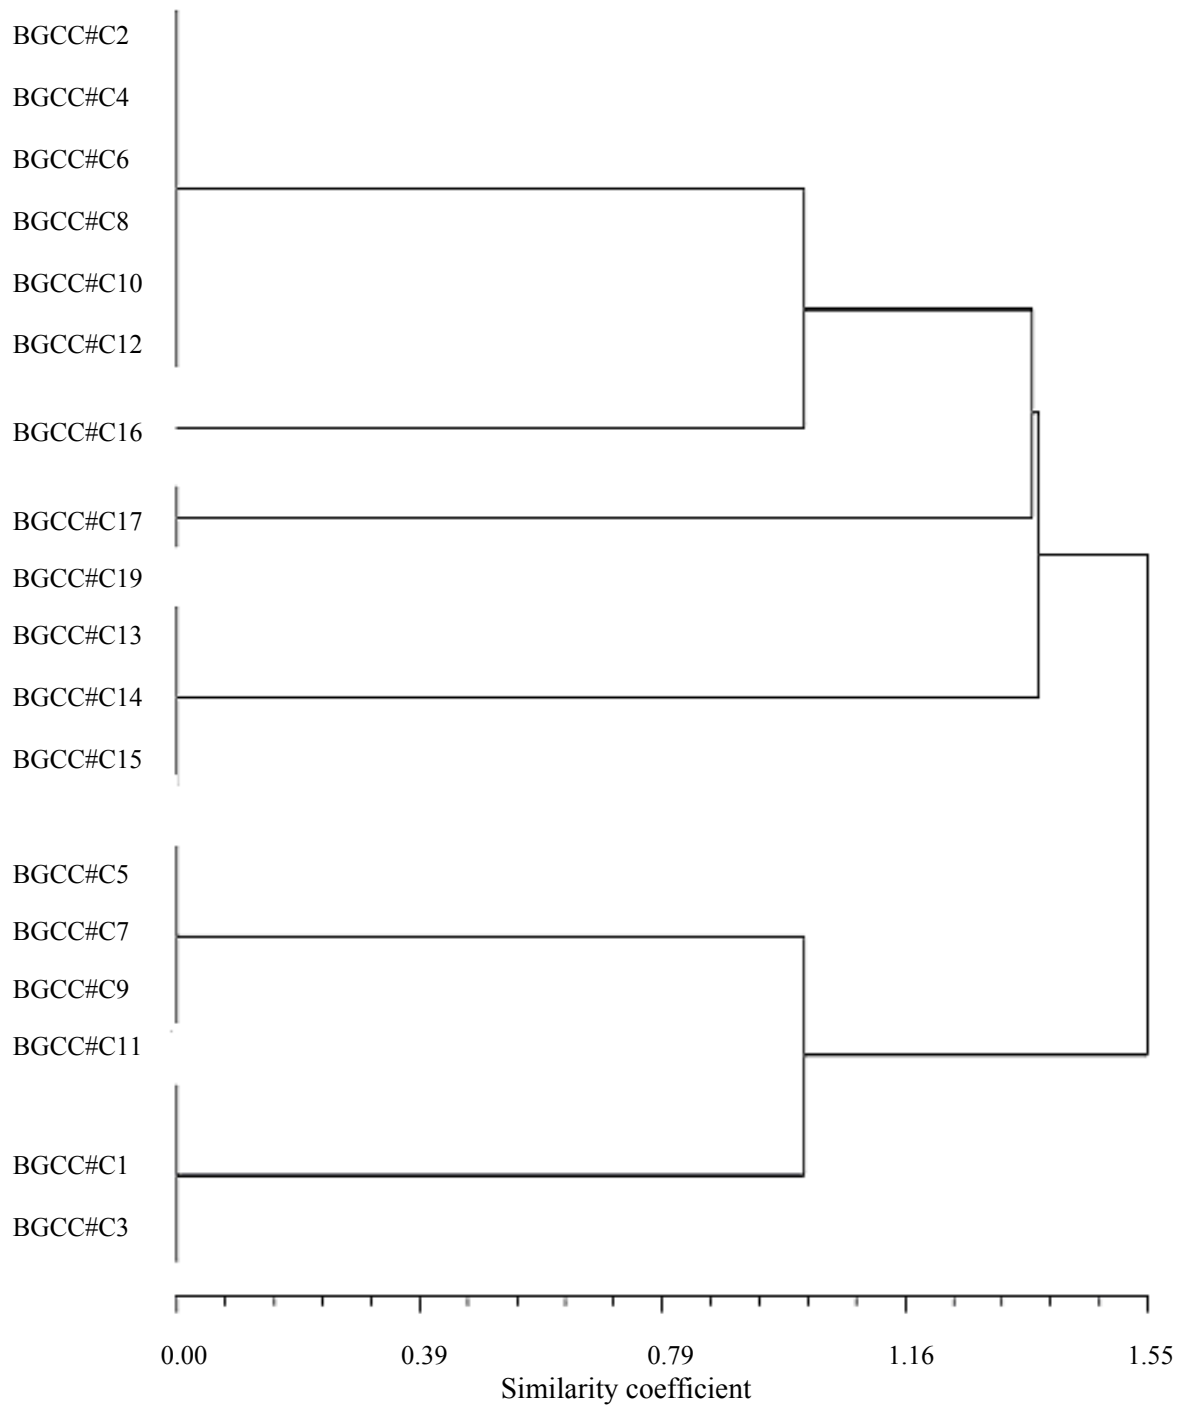 BGCC#C2
BGCC#C4
BGCC#C6
BGCC#C8
BGCC#C10
BGCC#C12
BGCC#C16
BGCC#C17
BGCC#C19
BGCC#C13
BGCC#C14
BGCC#C15
BGCC#C5
BGCC#C7
BGCC#C9
BGCC#C11
BGCC#C1
BGCC#C3
0.00 0.39 0.79 1.16 1.55
Similarity coefficient